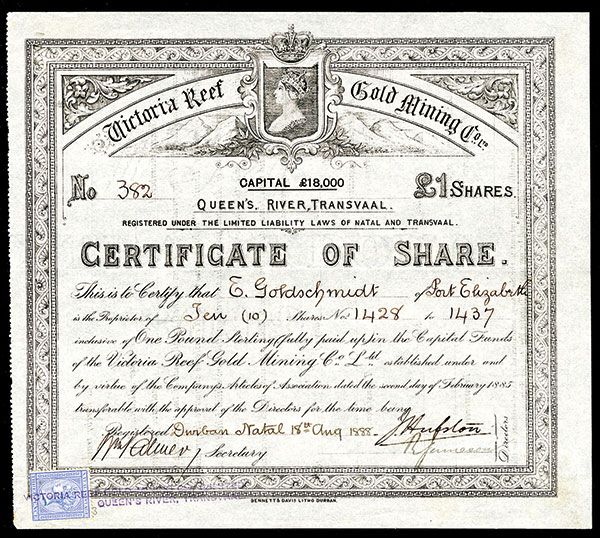 Victoria Reef Gold Mining Co. Ld.
No 382
CAPITAL £18,000
£1 SHARES.
QUEEN'S, RIVER, TRANSVAAL.
REGISTERED UNDER THE LIMITED LIABILITY LAWS OF NATAL AND TRANSVAAL.
CERTIFICATE OF SHARE.
This is to Certify that E. Goldschmidt of Port Elizabeth
is the Proprietor of Ten (10) Shares Nos 1428 to 1437
inclusive of One Pound Sterling (fully paid up) in the Capital Funds
of the Victoria Reef Gold Mining Co. Ltd. established under and
by virtue of the Company's Articles of Association dated the second day of February 1885
transferable with the approval of the Directors for the time being
Registered Durban Natal 18th Aug 1888
Secretary
Directors
VICTORIA REEF
QUEEN'S RIVER, TRANSVAAL
BENNETT & DAVIS LITHO DURBAN.